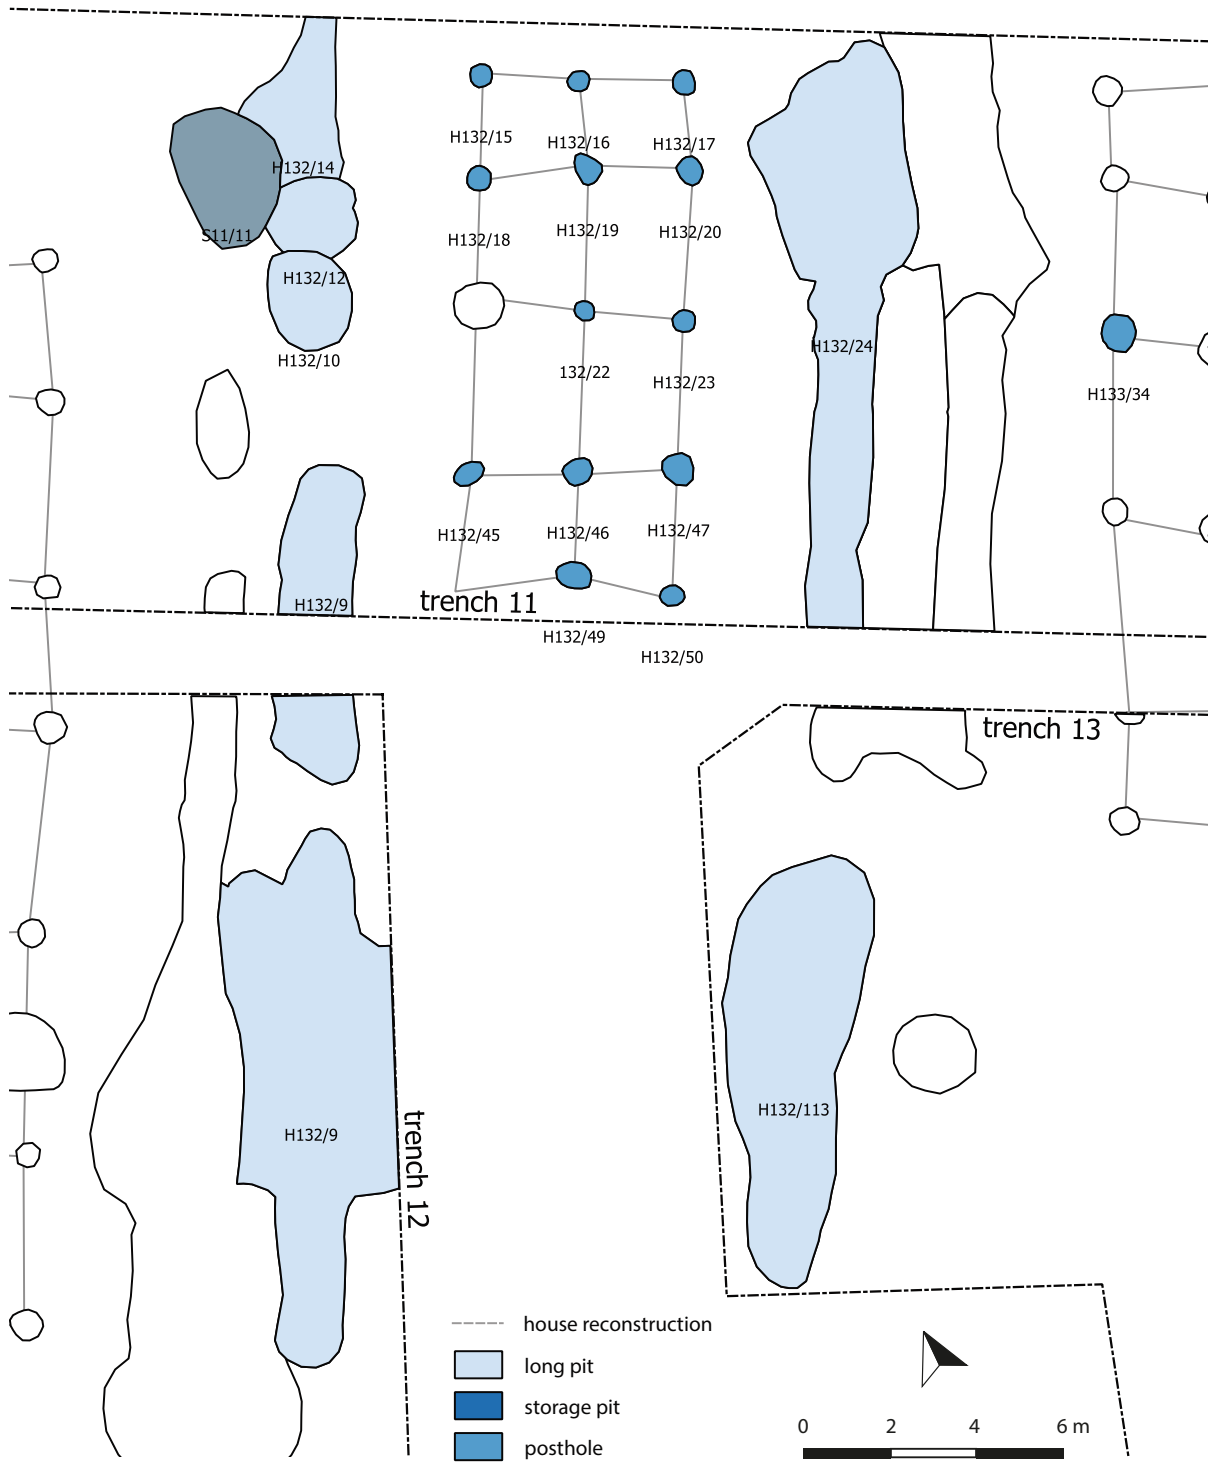 H132/15
H132/16
H132/17
H132/14
S11/11
H132/18
H132/19
H132/20
H132/12
H132/10
H132/24
132/22
H132/23
H133/34
H132/45
H132/46
H132/47
H132/9
trench 11
H132/49
H132/50
trench 13
H132/113
H132/9
trench 12
house reconstruction
long pit
storage pit
posthole
0 2 4 6 m